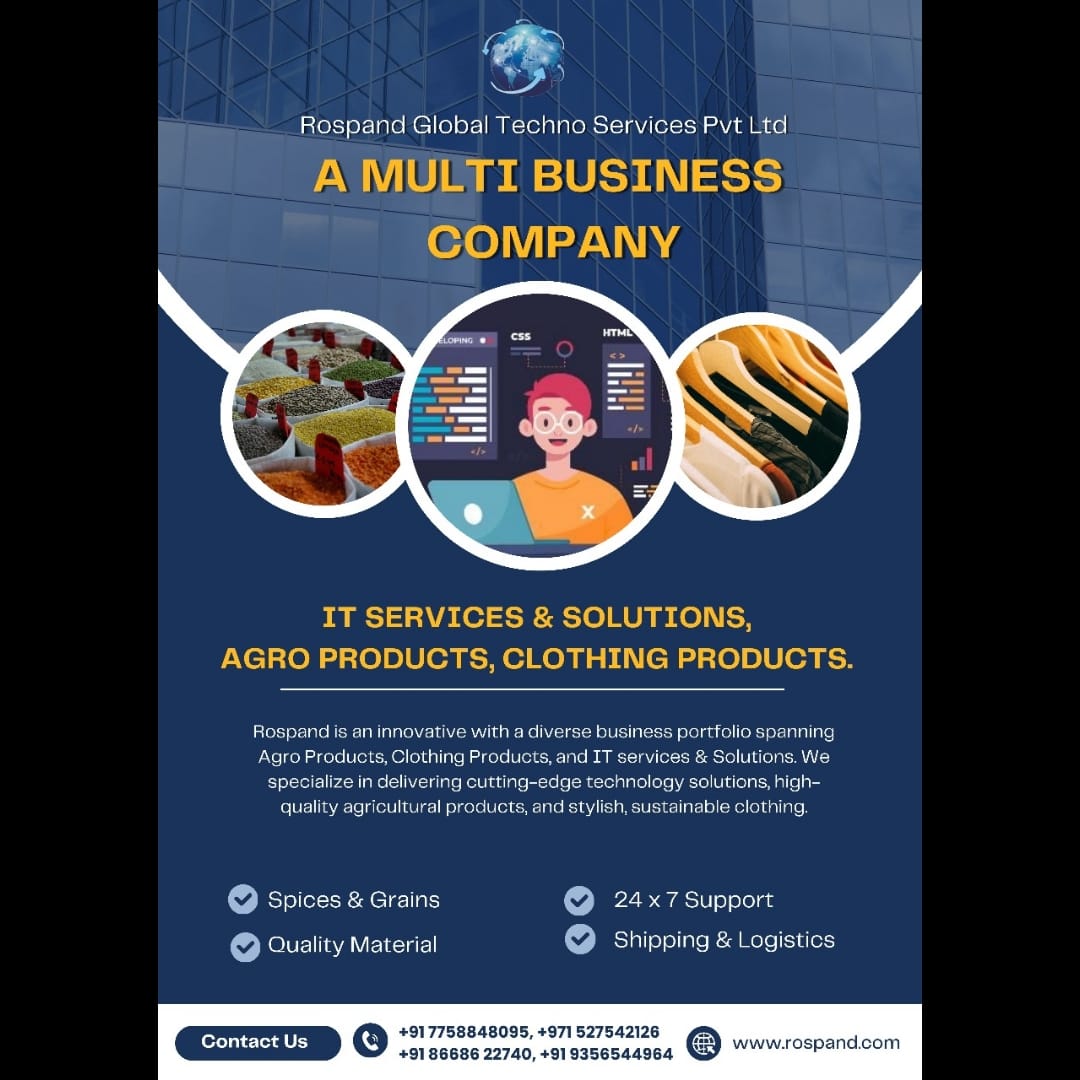 Rospand Global Techno Services Pvt Ltd
A MULTI BUSINESS
COMPANY
CSS
HTML
</>
< >
</>
X
IT SERVICES & SOLUTIONS,
AGRO PRODUCTS, CLOTHING PRODUCTS.
Rospand is an innovative with a diverse business portfolio spanning
Agro Products, Clothing Products, and IT services & Solutions. We
specialize in delivering cutting-edge technology solutions, high-
quality agricultural products, and stylish, sustainable clothing.
Spices & Grains
24 x 7 Support
Quality Material
Shipping & Logistics
Contact Us
+91 7758848095, +971 527542126
+91 86686 22740, +91 9356544964
www.rospand.com